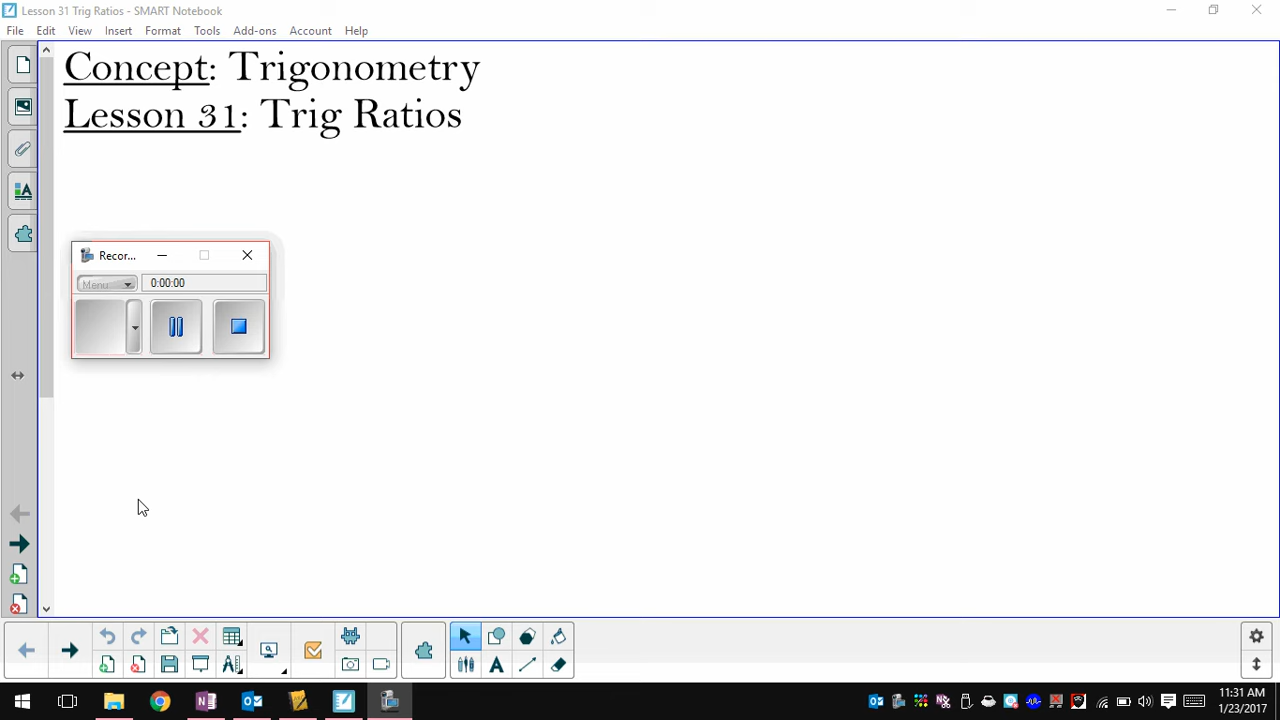 Lesson 31 Trig Ratios - SMART Notebook
File Edit View Insert Format Tools Add-ons Account Help
Concept: Trigonometry
Lesson 31: Trig Ratios
Recor...
Menu 0:00:00
11:31 AM
1/23/2017